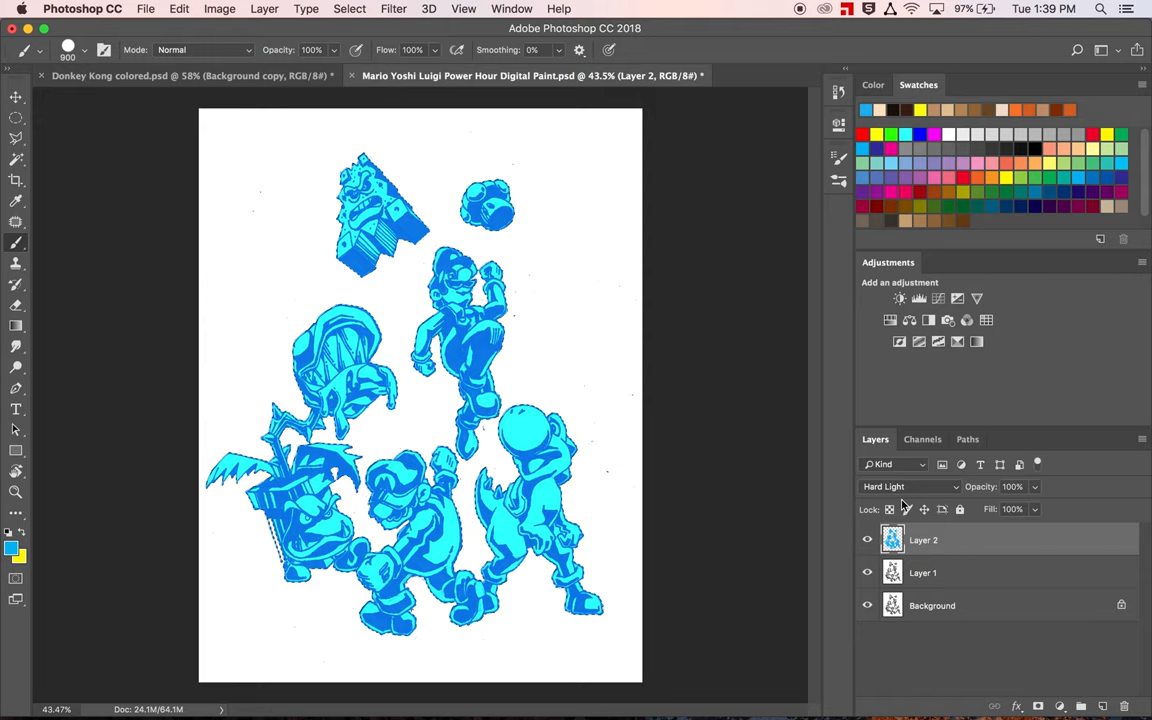 Photoshop CC File Edit Image Layer Type Select Filter 3D View Window Help 97% Tue 1:39 PM
Adobe Photoshop CC 2018
900 Mode: Normal Opacity: 100% Flow: 100% Smoothing: 0%
× Donkey Kong colored.psd @ 58% (Background copy, RGB/8#) * × Mario Yoshi Luigi Power Hour Digital Paint.psd @ 43.5% (Layer 2, RGB/8#) *
Color Swatches
Adjustments
Add an adjustment
Layers Channels Paths
Kind
Hard Light Opacity: 100%
Lock: Fill: 100%
Layer 2
Layer 1
Background
43.47% Doc: 24.1M/64.1M